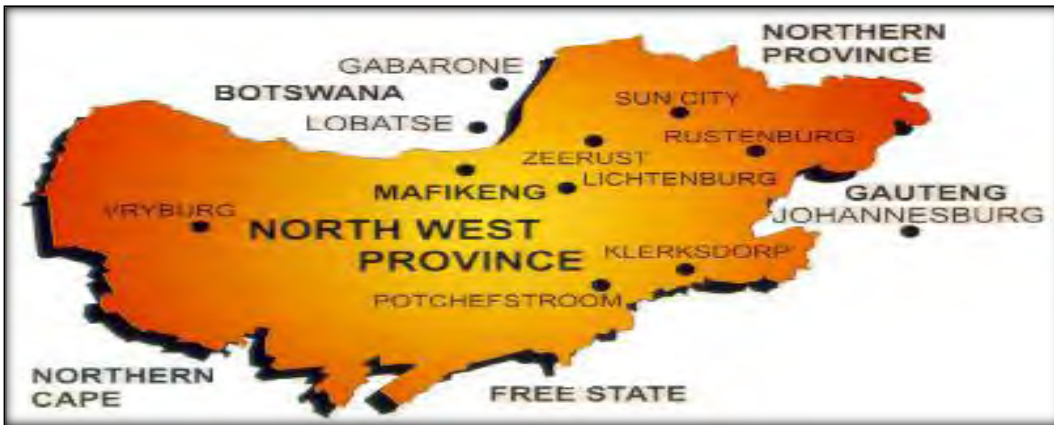 NORTHERN
PROVINCE
GABARONE
BOTSWANA
SUN CITY
LOBATSE
RUSTENBURG
ZEERUST
MAFIKENG
LICHTENBURG
GAUTENG
JOHANNESBURG
VRYBURG
NORTH WEST
PROVINCE
KLERKSDORP
POTCHEFSTROOM
NORTHERN
CAPE
FREE STATE